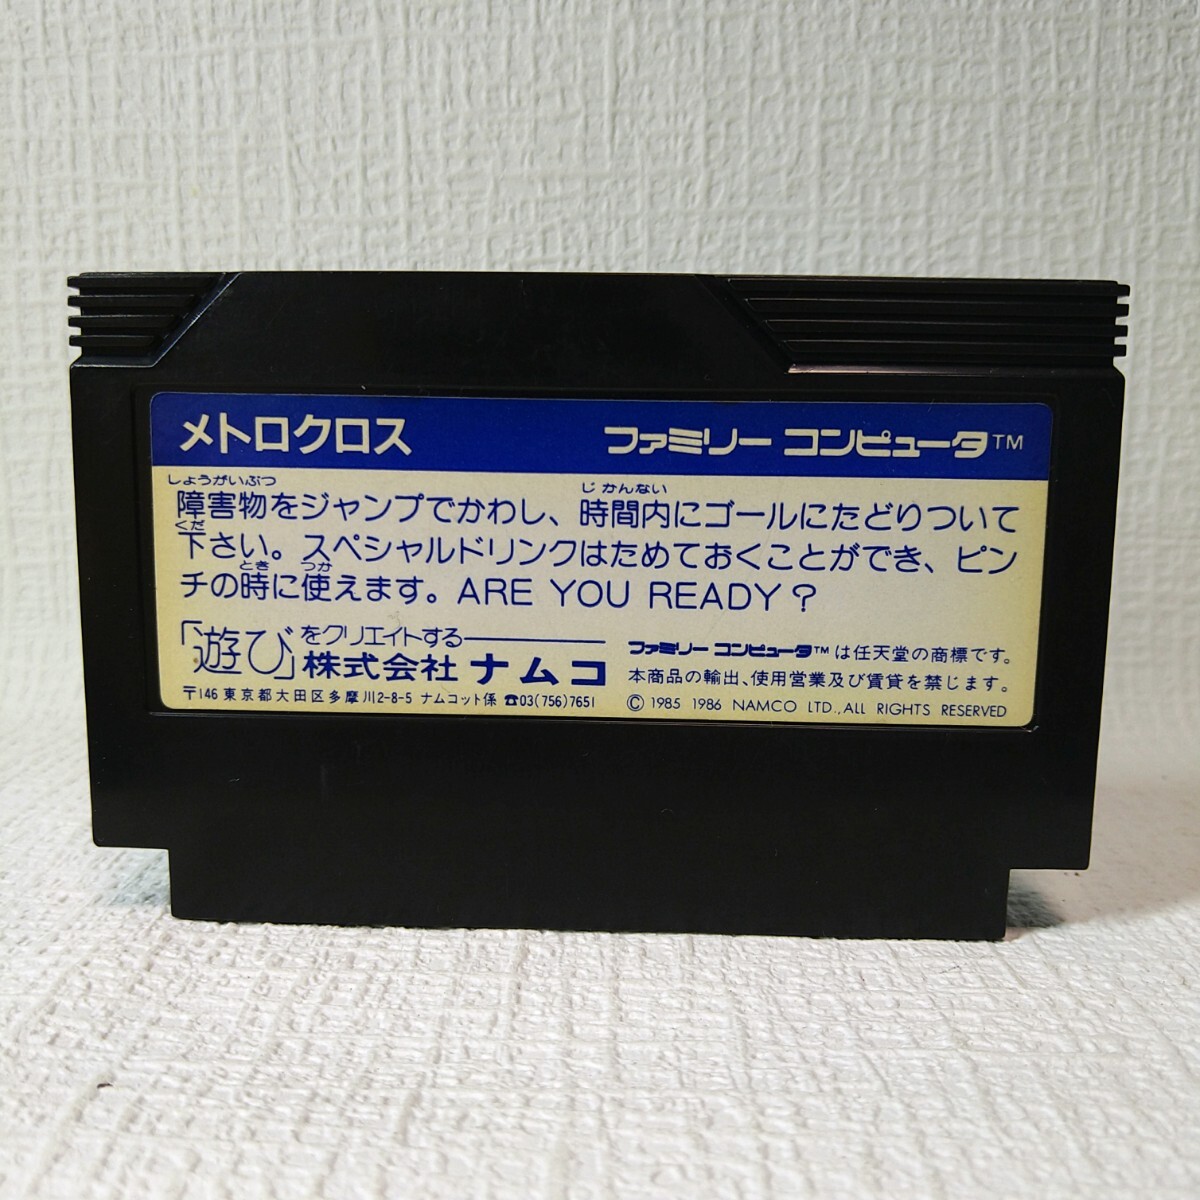 メトロクロス ファミリー コンピュータTM
しょうがいぶつ じかんない
障害物をジャンプでかわし、時間内にゴールにたどりついて
くだ
下さい。スペシャルドリンクはためておくことができ、ピン
とき つか
チの時に使えます。ARE YOU READY?
「遊び」をクリエイトする
株式会社 ナムコ
〒146 東京都大田区多摩川2-8-5 ナムコット係 ☎03(756)7651
ファミリー コンピュータTMは任天堂の商標です。
本商品の輸出、使用営業及び賃貸を禁じます。
© 1985 1986 NAMCO LTD., ALL RIGHTS RESERVED